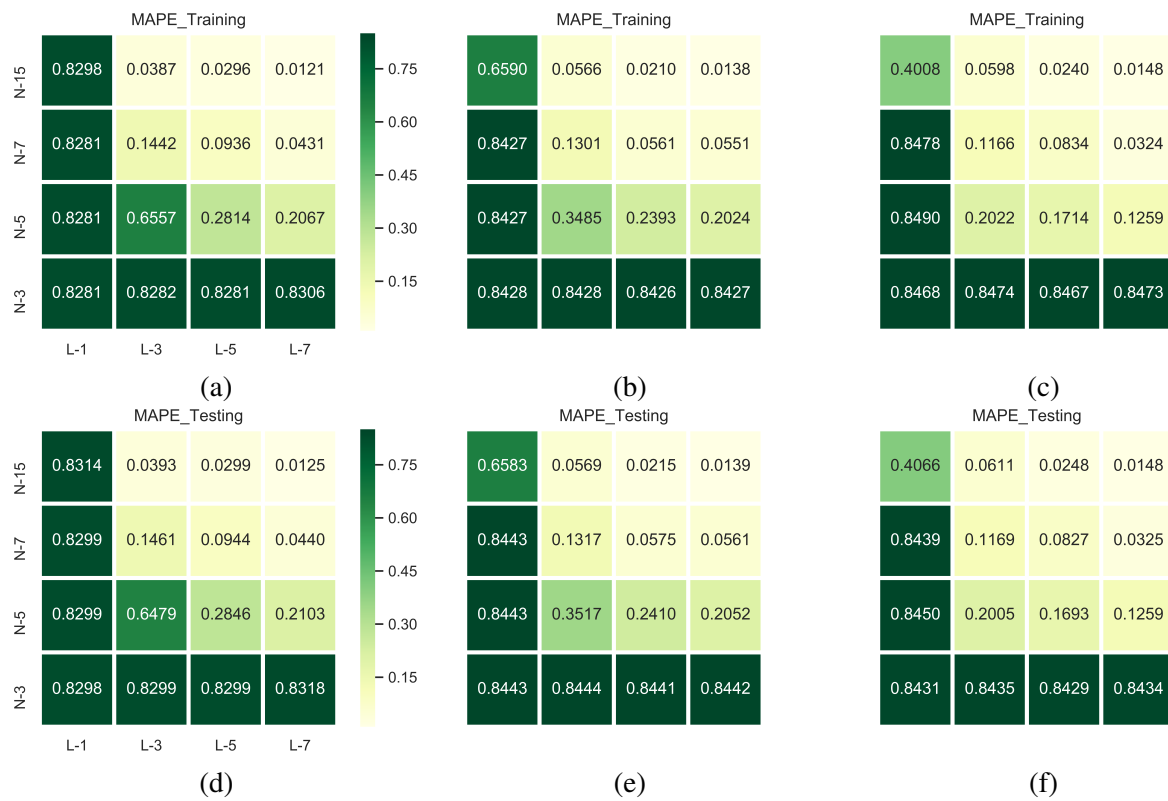 MAPE_Training MAPE_Training MAPE_Training
N-15 0.8298 0.0387 0.0296 0.0121 0.75 0.6590 0.0566 0.0210 0.0138 0.4008 0.0598 0.0240 0.0148
0.60
N-7 0.8281 0.1442 0.0936 0.0431 0.8427 0.1301 0.0561 0.0551 0.8478 0.1166 0.0834 0.0324
0.45
N-5 0.8281 0.6557 0.2814 0.2067 0.30 0.8427 0.3485 0.2393 0.2024 0.8490 0.2022 0.1714 0.1259
N-3 0.8281 0.8282 0.8281 0.8306 0.15 0.8428 0.8428 0.8426 0.8427 0.8468 0.8474 0.8467 0.8473
L-1 L-3 L-5 L-7
(a) (b) (c)
MAPE_Testing MAPE_Testing MAPE_Testing
N-15 0.8314 0.0393 0.0299 0.0125 0.75 0.6583 0.0569 0.0215 0.0139 0.4066 0.0611 0.0248 0.0148
0.60
N-7 0.8299 0.1461 0.0944 0.0440 0.8443 0.1317 0.0575 0.0561 0.8439 0.1169 0.0827 0.0325
0.45
N-5 0.8299 0.6479 0.2846 0.2103 0.30 0.8443 0.3517 0.2410 0.2052 0.8450 0.2005 0.1693 0.1259
N-3 0.8298 0.8299 0.8299 0.8318 0.15 0.8443 0.8444 0.8441 0.8442 0.8431 0.8435 0.8429 0.8434
L-1 L-3 L-5 L-7
(d) (e) (f)